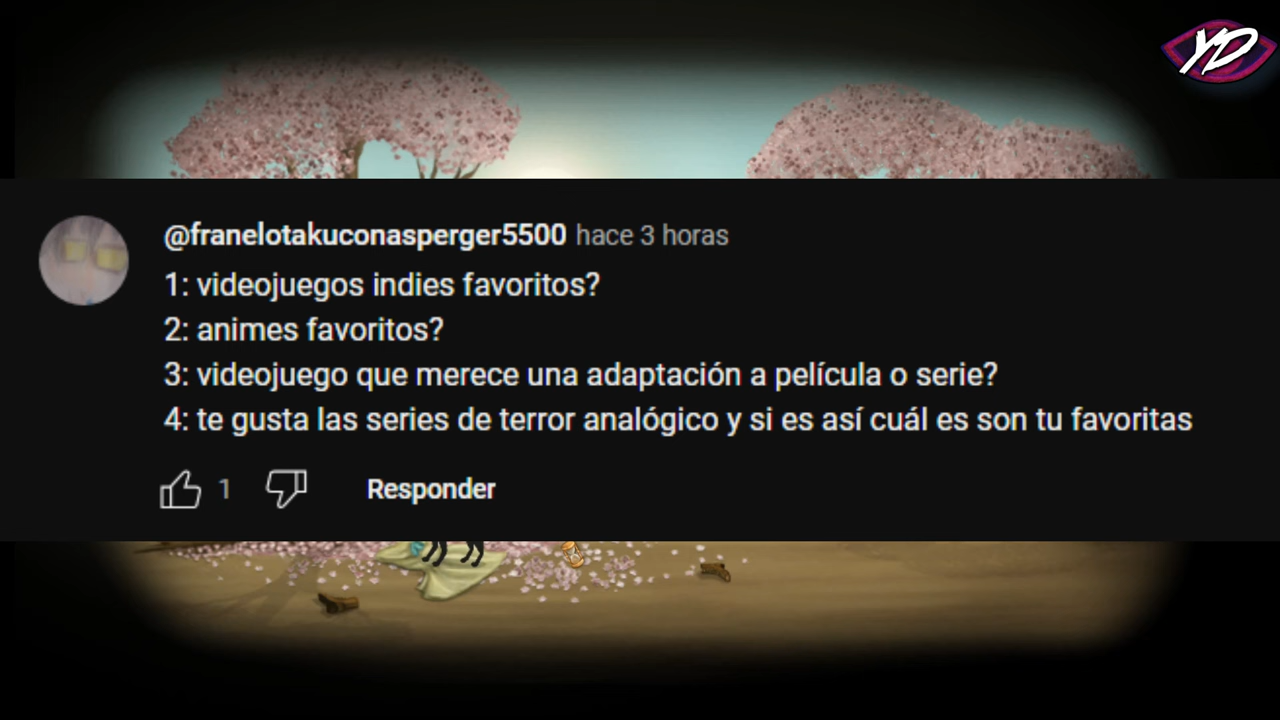 YD
@franelotakuconasperger5500 hace 3 horas
1: videojuegos indies favoritos?
2: animes favoritos?
3: videojuego que merece una adaptación a película o serie?
4: te gusta las series de terror analógico y si es así cuál es son tu favoritas
1 Responder